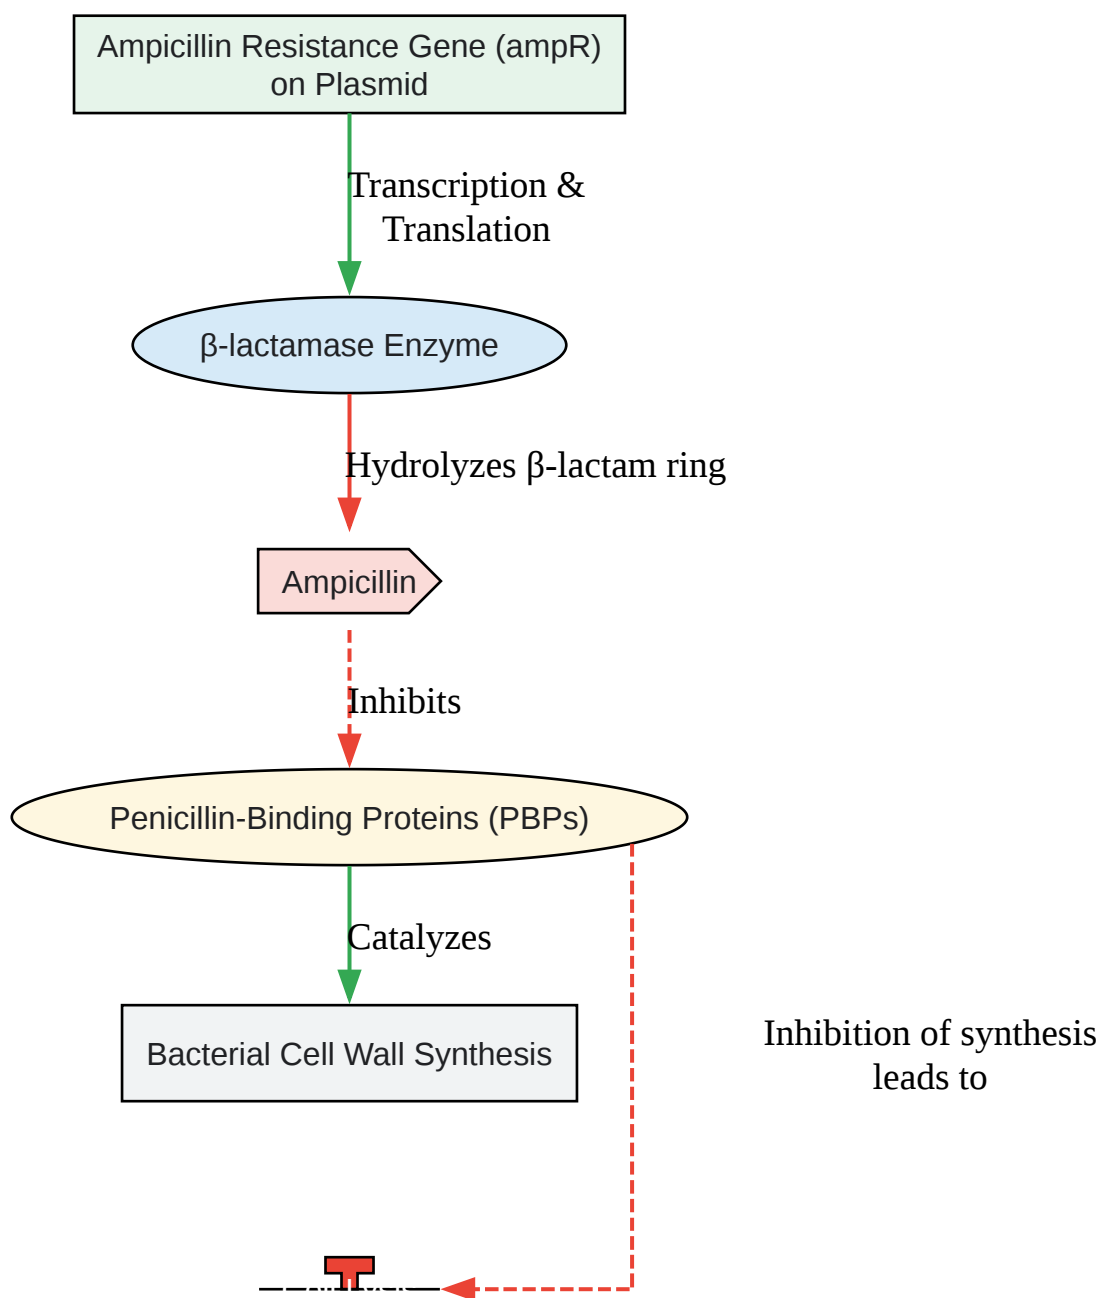 Ampicillin Resistance Gene (ampR)
on Plasmid
Transcription &
Translation
β-lactamase Enzyme
Hydrolyzes β-lactam ring
Ampicillin
Inhibits
Penicillin-Binding Proteins (PBPs)
Catalyzes
Bacterial Cell Wall Synthesis
Inhibition of synthesis
leads to